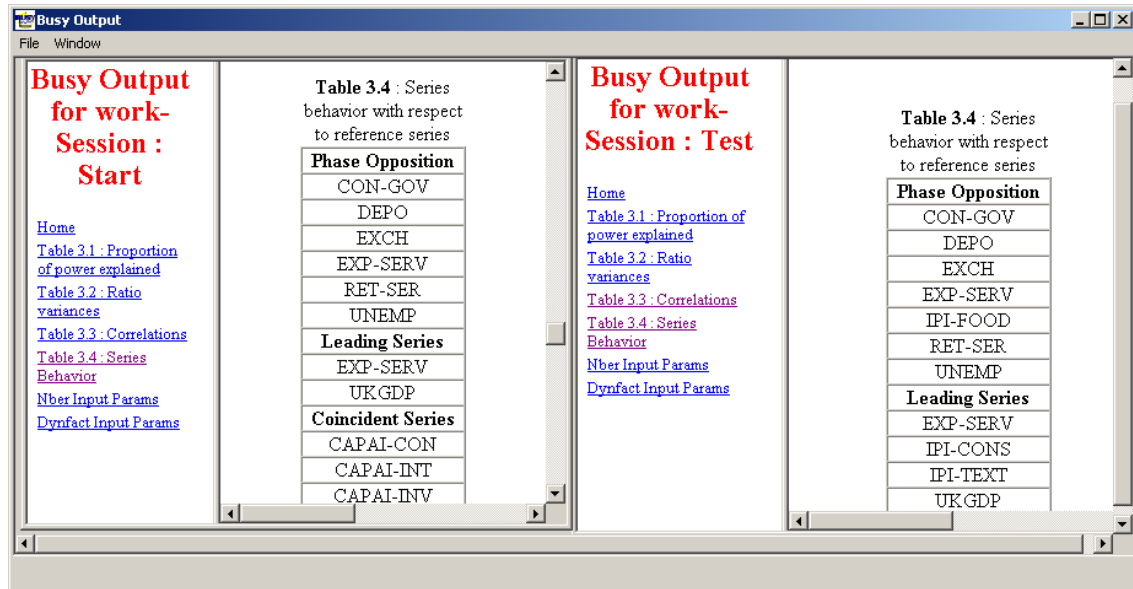 Busy Output
File Window
Busy Output
for work-
Session :
Start
Home
Table 3.1 : Proportion
of power explained
Table 3.2 : Ratio
variances
Table 3.3 : Correlations
Table 3.4 : Series
Behavior
Nber Input Params
Dynfact Input Params
Table 3.4 : Series
behavior with respect
to reference series
Phase Opposition
CON-GOV
DEPO
EXCH
EXP-SERV
RET-SER
UNEMP
Leading Series
EXP-SERV
UKGDP
Coincident Series
CAPAI-CON
CAPAI-INT
CAPAI-INV
Busy Output
for work-
Session : Test
Home
Table 3.1 : Proportion of
power explained
Table 3.2 : Ratio
variances
Table 3.3 : Correlations
Table 3.4 : Series
Behavior
Nber Input Params
Dynfact Input Params
Table 3.4 : Series
behavior with respect
to reference series
Phase Opposition
CON-GOV
DEPO
EXCH
EXP-SERV
IPI-FOOD
RET-SER
UNEMP
Leading Series
EXP-SERV
IPI-CONS
IPI-TEXT
UKGDP